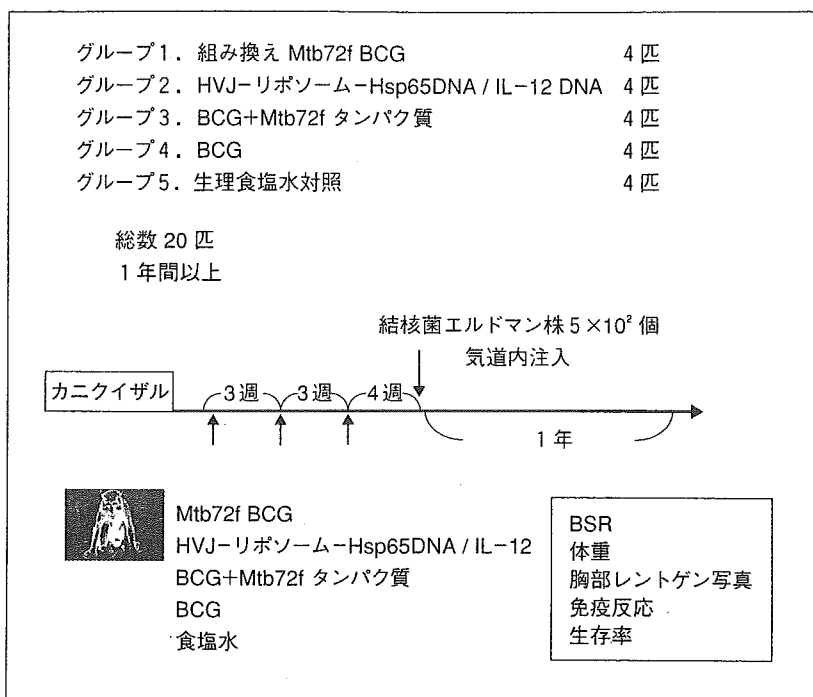 グループ1. 組み換え Mtb72f BCG 4 匹
グループ2. HVJ-リポソーム-Hsp65DNA / IL-12 DNA 4 匹
グループ3. BCG+Mtb72f タンパク質 4 匹
グループ4. BCG 4 匹
グループ5. 生理食塩水対照 4 匹
総数 20 匹
1 年間以上
結核菌エルドマン株 5×10² 個
気道内注入
カニクイザル 3週 3週 4週
1 年
Mtb72f BCG
HVJ-リポソーム-Hsp65DNA / IL-12
BCG+Mtb72f タンパク質
BCG
食塩水
BSR
体重
胸部レントゲン写真
免疫反応
生存率